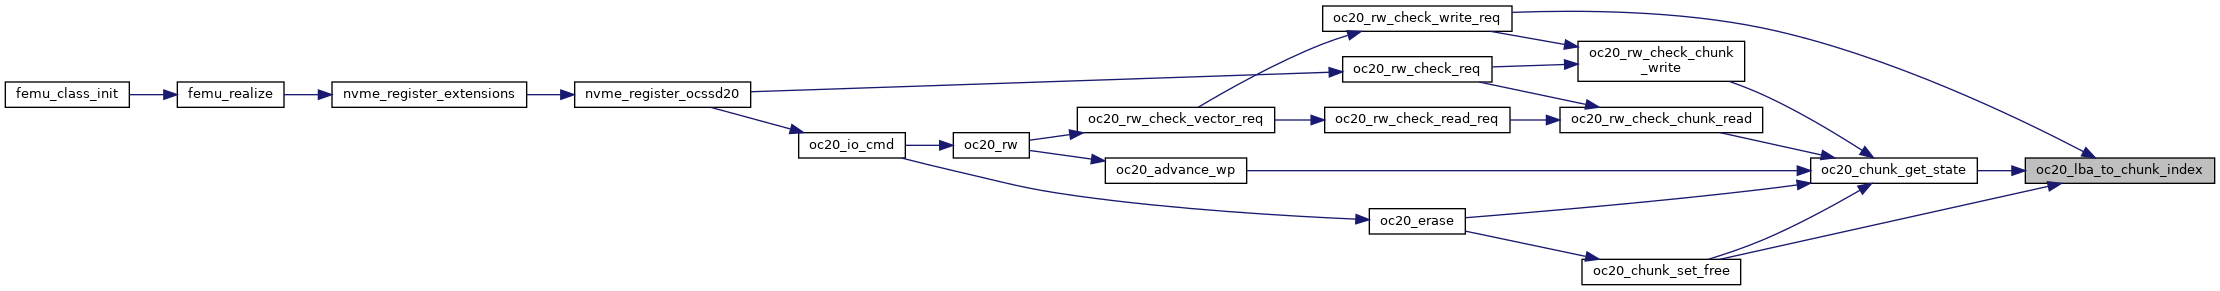 oc20_rw_check_write_req
oc20_rw_check_chunk
_write
oc20_rw_check_req
femu_class_init
femu_realize
nvme_register_extensions
nvme_register_ocssd20
oc20_rw_check_vector_req
oc20_rw_check_read_req
oc20_rw_check_chunk_read
oc20_io_cmd
oc20_rw
oc20_advance_wp
oc20_chunk_get_state
oc20_lba_to_chunk_index
oc20_erase
oc20_chunk_set_free